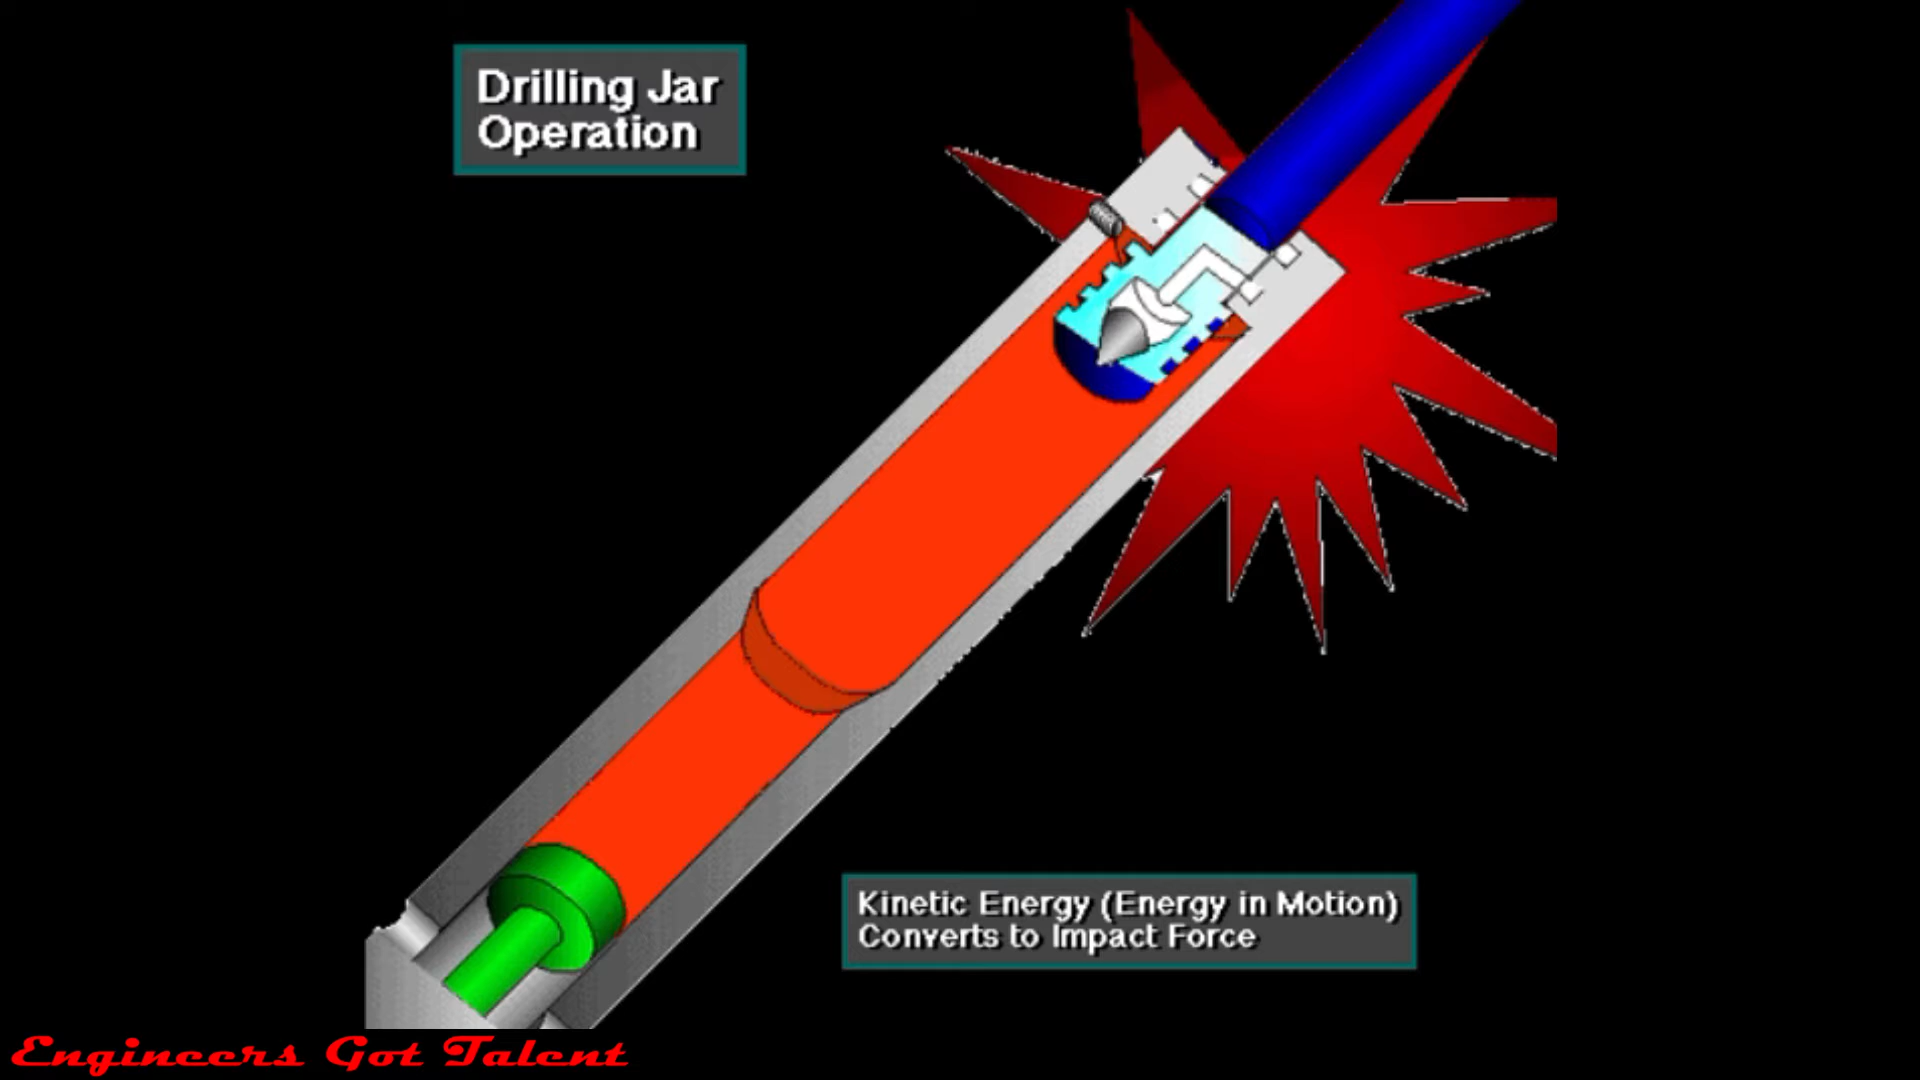 Drilling Jar
Operation
Kinetic Energy (Energy in Motion)
Converts to Impact Force
Engineers Got Talent